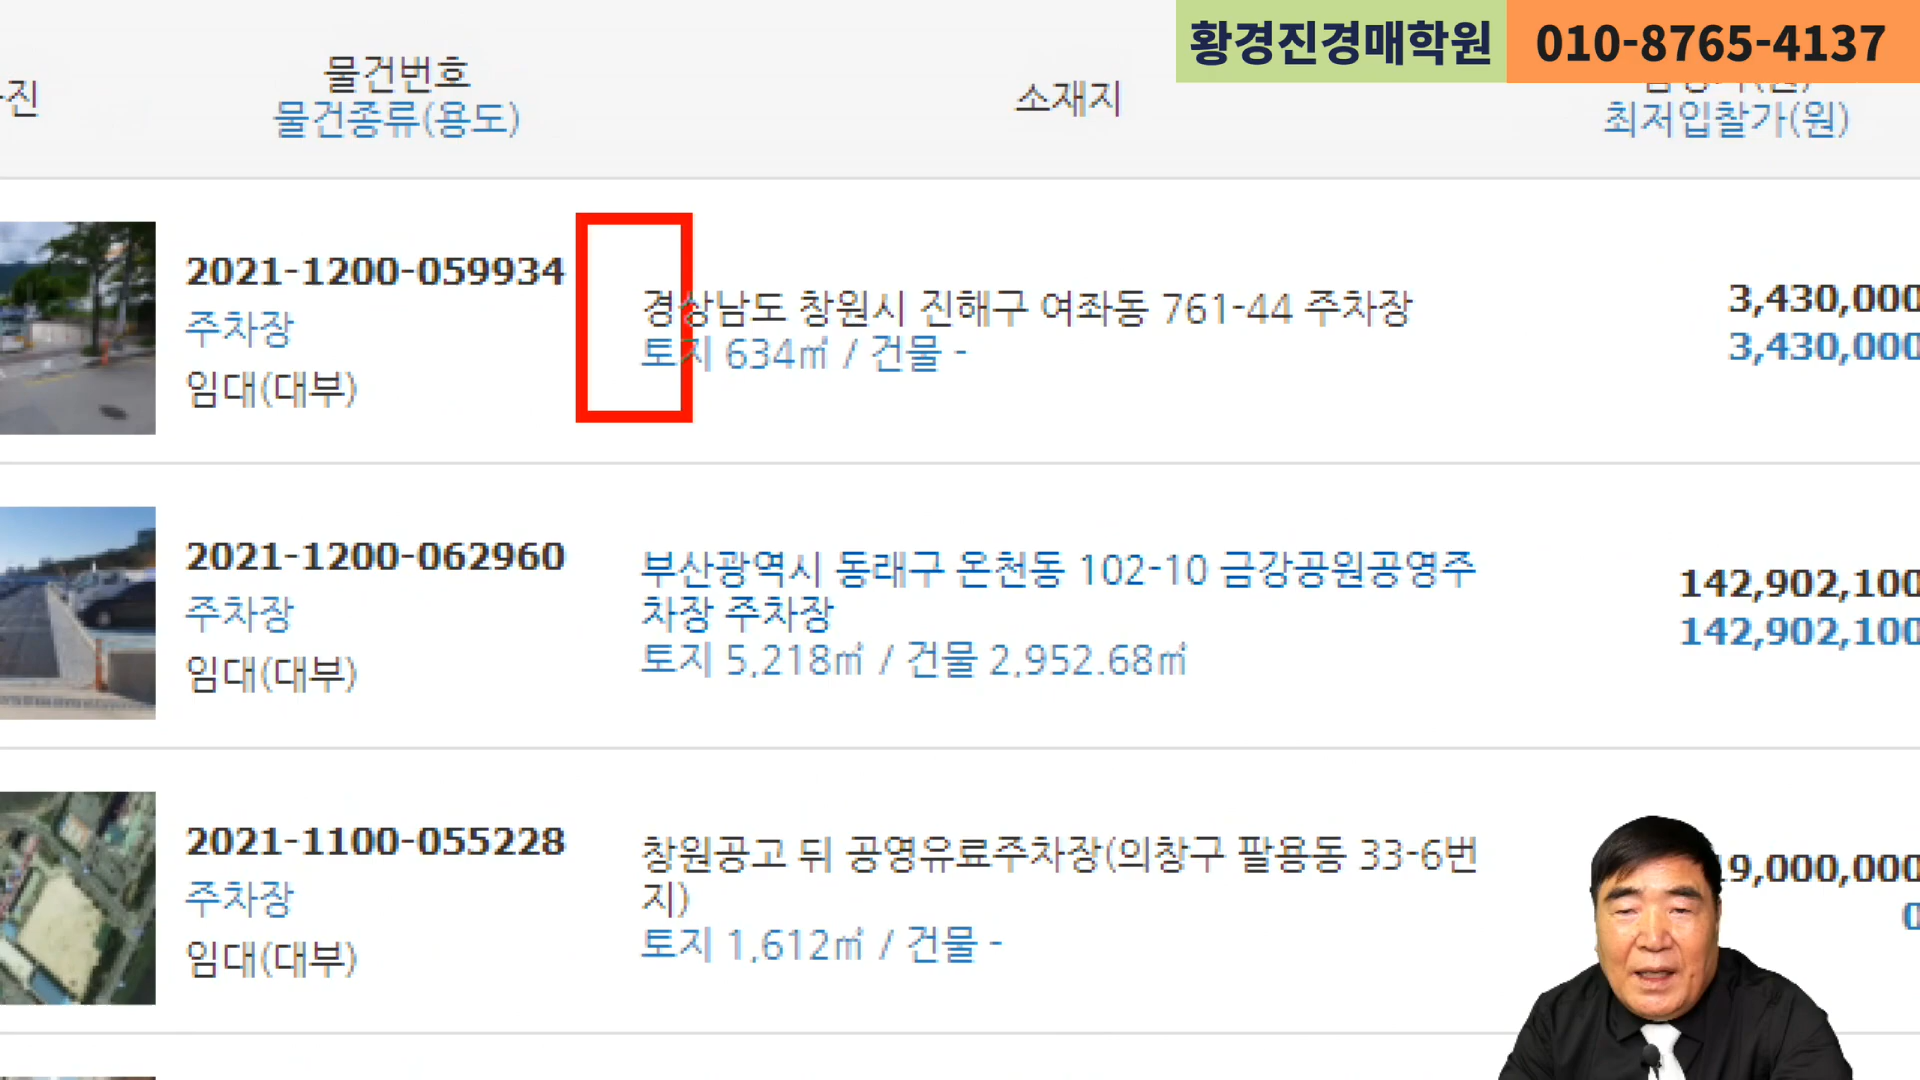 황경진경매학원 010-8765-4137
진
물건번호
물건종류(용도)
소재지
최저입찰가(원)
2021-1200-059934
주차장
임대(대부)
경상남도 창원시 진해구 여좌동 761-44 주차장
토지 634㎡ / 건물 -
3,430,000
3,430,000
2021-1200-062960
주차장
임대(대부)
부산광역시 동래구 온천동 102-10 금강공원공영주
차장 주차장
토지 5,218㎡ / 건물 2,952.68㎡
142,902,100
142,902,100
2021-1100-055228
주차장
임대(대부)
창원공고 뒤 공영유료주차장(의창구 팔용동 33-6번
지)
토지 1,612㎡ / 건물 -
9,000,000
0